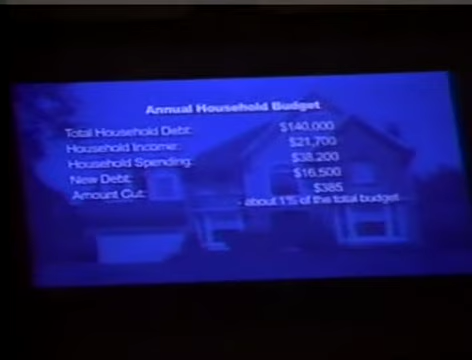 Annual Household Budget
Total Household Debt: $140,000
Household Income: $21,700
Household Spending: $38,200
New Debt: $16,500
Amount Cut: $385
- about 1% of the total budget